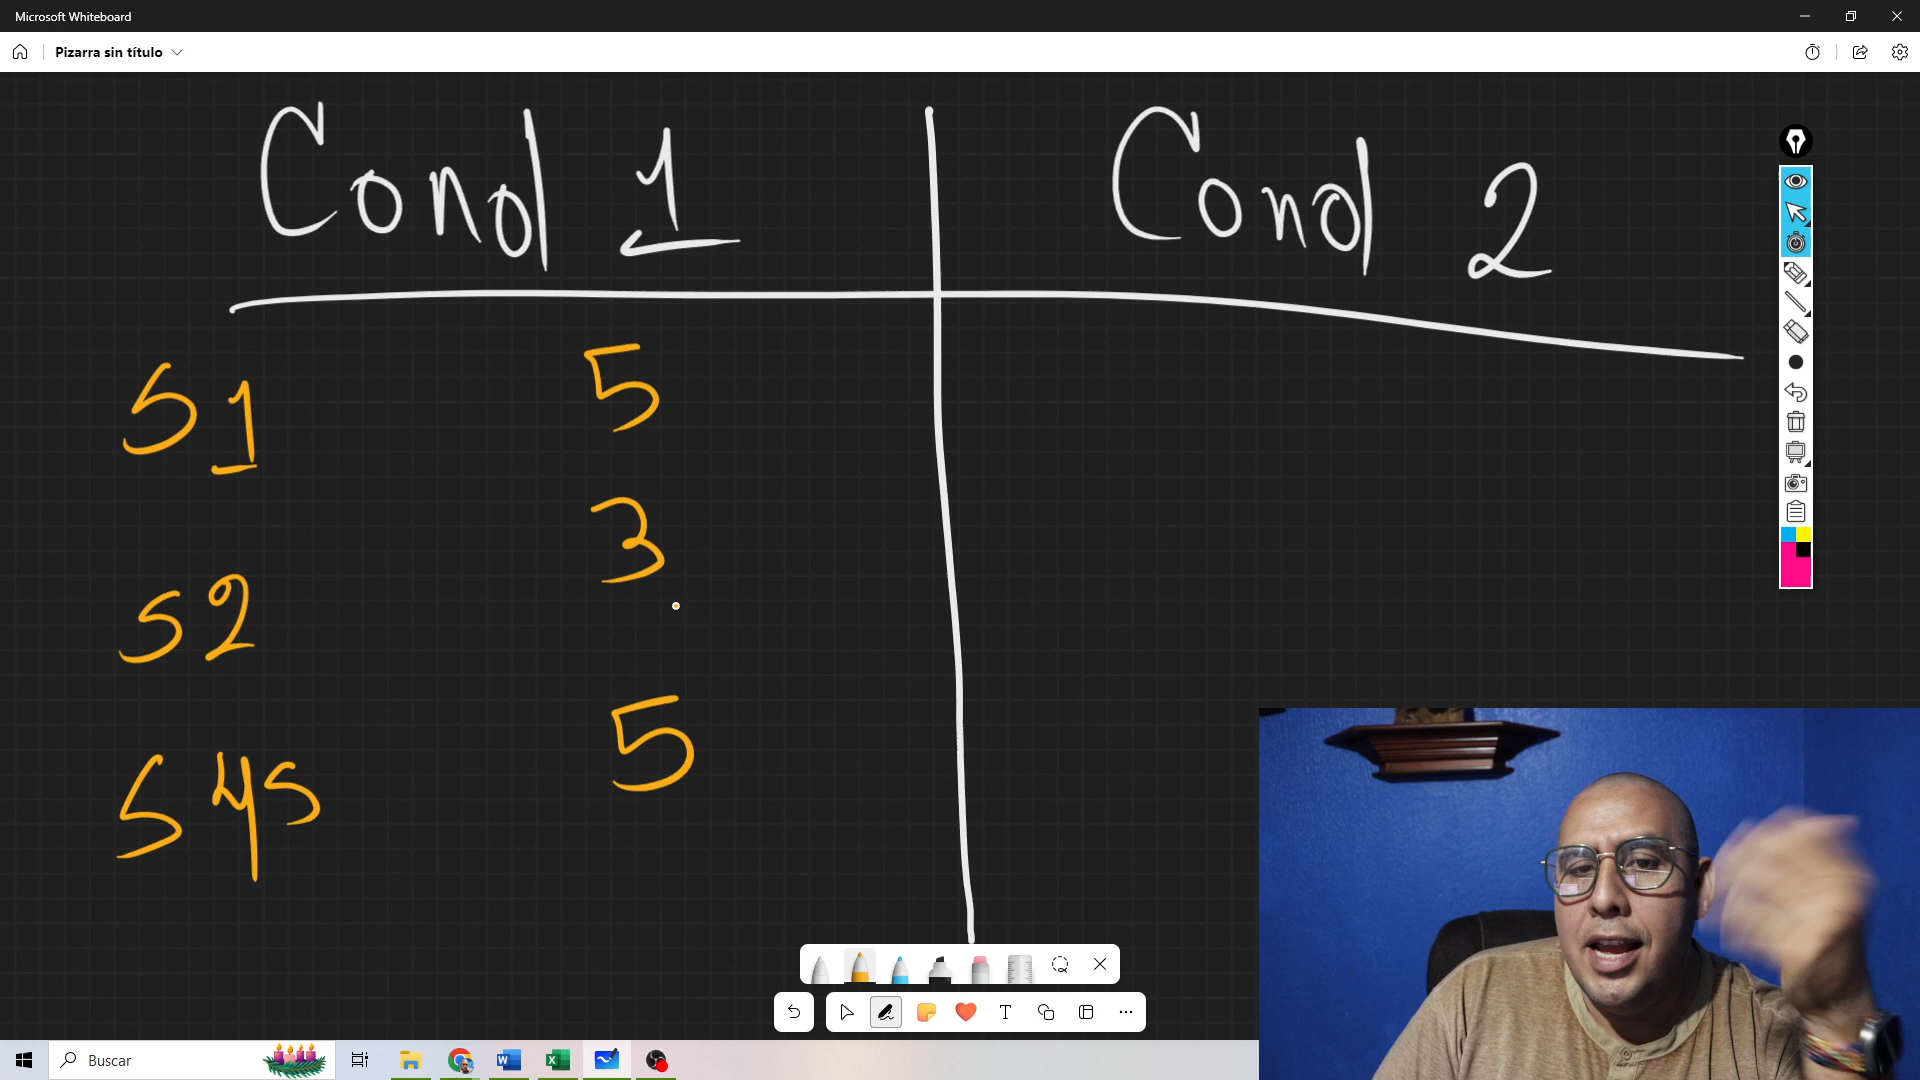 Microsoft Whiteboard
Pizarra sin título
Cond 1 Cond 2
S1 5
3
S2
5
S45
Buscar